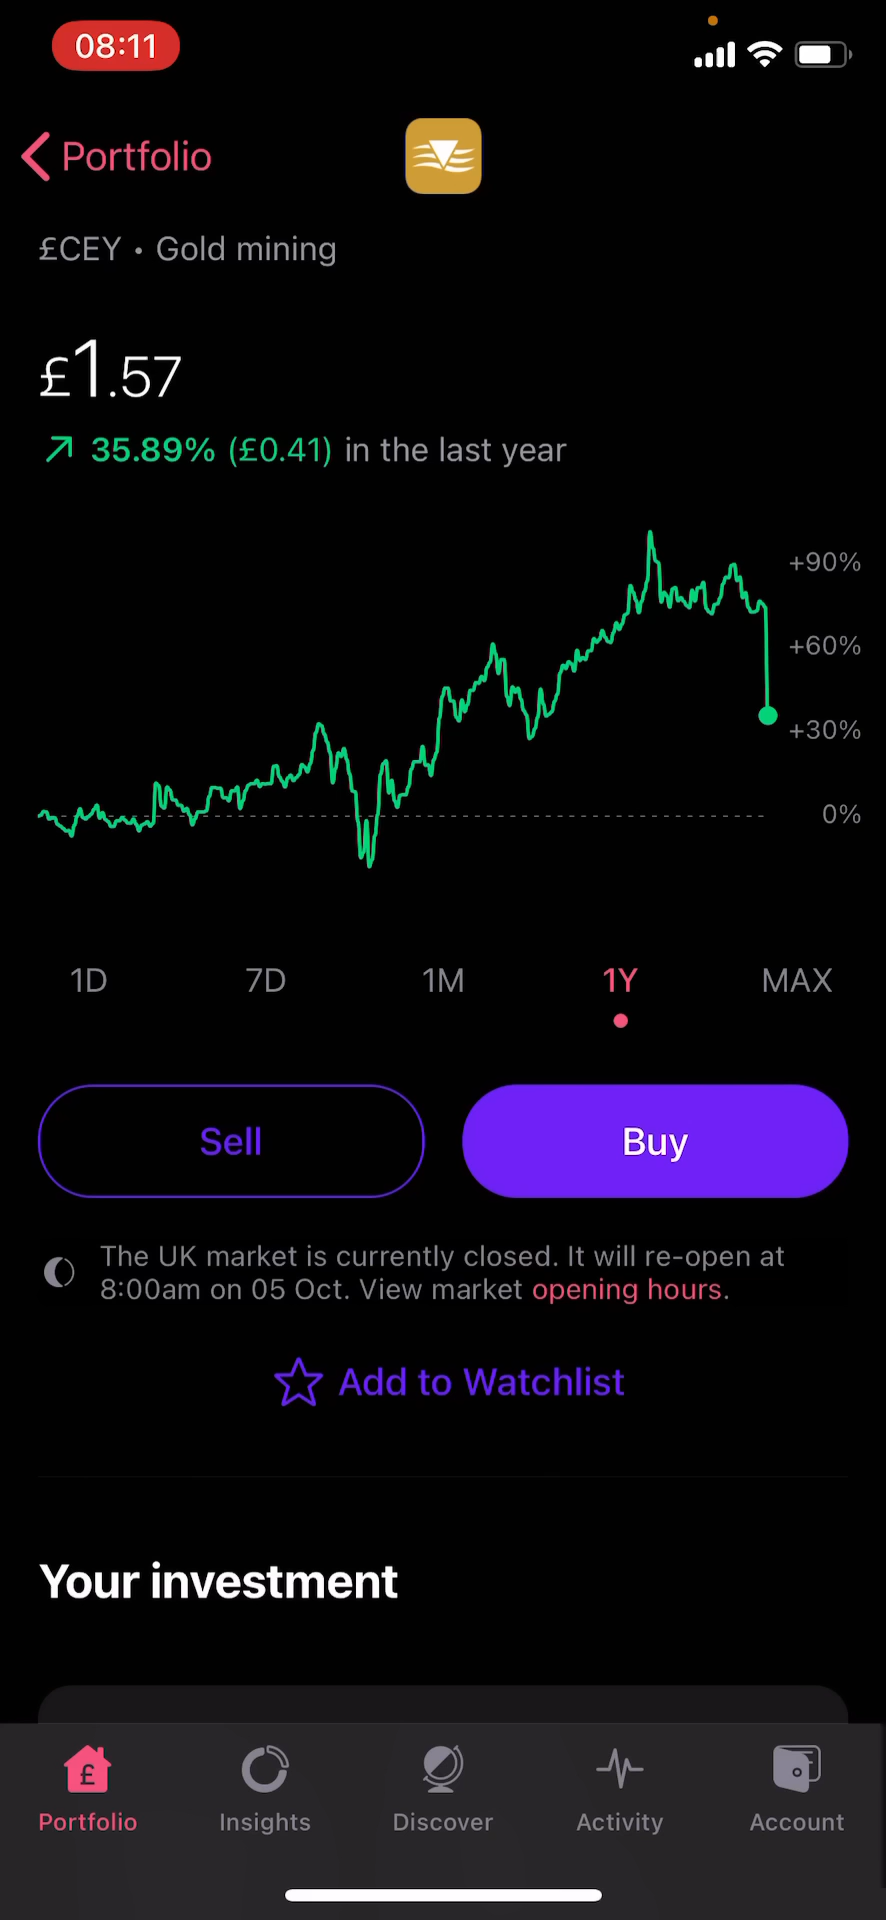 08:11
Portfolio
£CEY • Gold mining
£1.57
35.89% (£0.41) in the last year
+90%
+60%
+30%
0%
1D 7D 1M 1Y MAX
Sell Buy
The UK market is currently closed. It will re-open at
8:00am on 05 Oct. View market opening hours.
Add to Watchlist
Your investment
£
Portfolio Insights Discover Activity Account